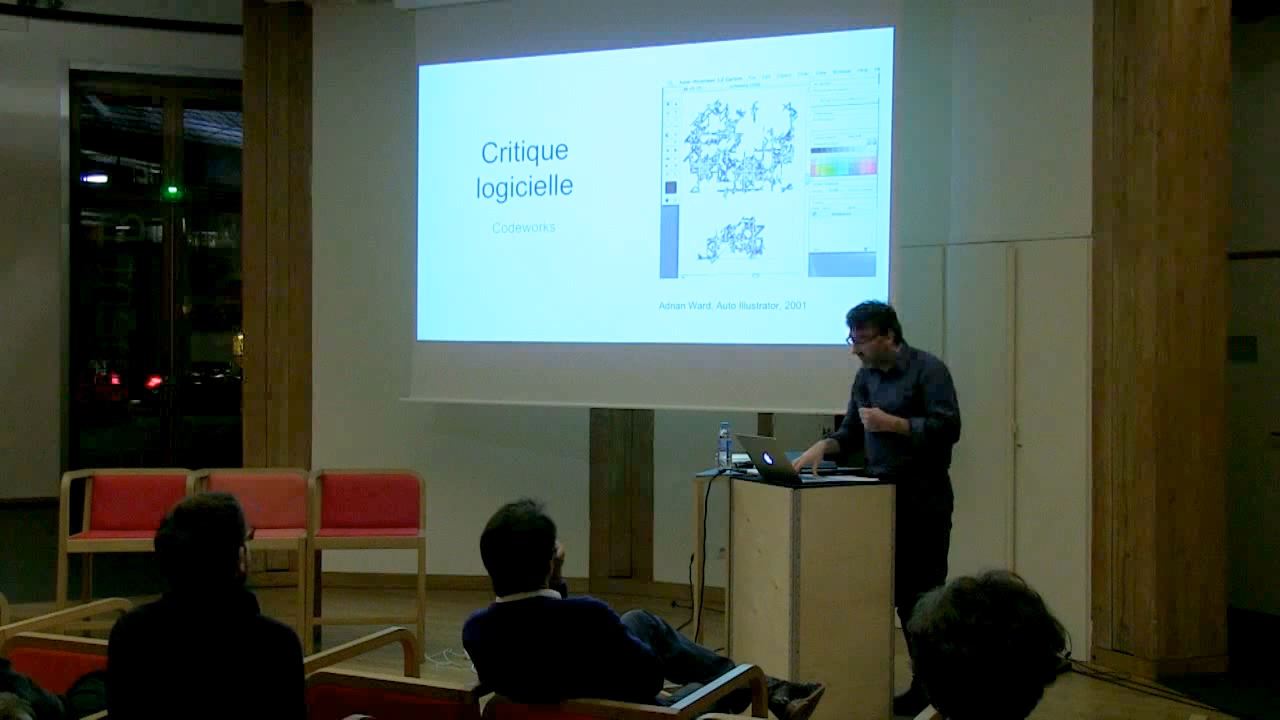 Critique
logicielle
Codeworks
Adrian Ward, Auto Illustrator, 2001